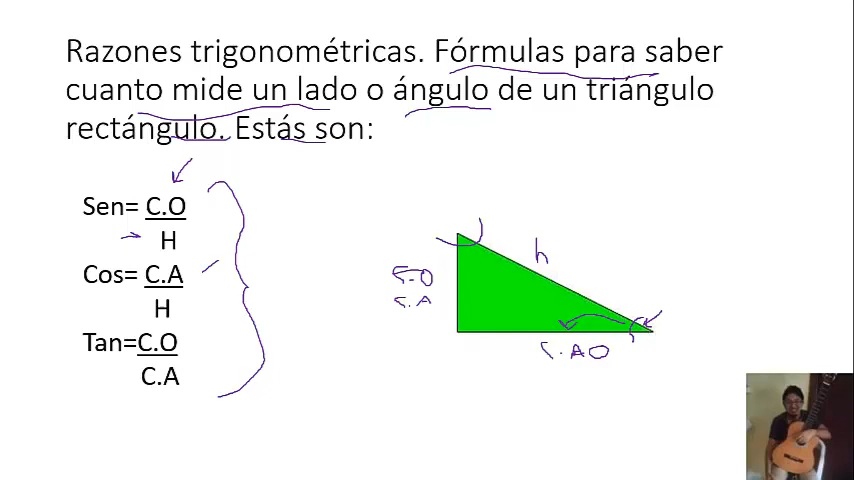 Razones trigonométricas. Fórmulas para saber
cuanto mide un lado o ángulo de un triángulo
rectángulo. Estás son:
Sen= C.O
H
Cos= C.A
H
Tan=C.O
C.A
h
C.O
C.A
C.AO